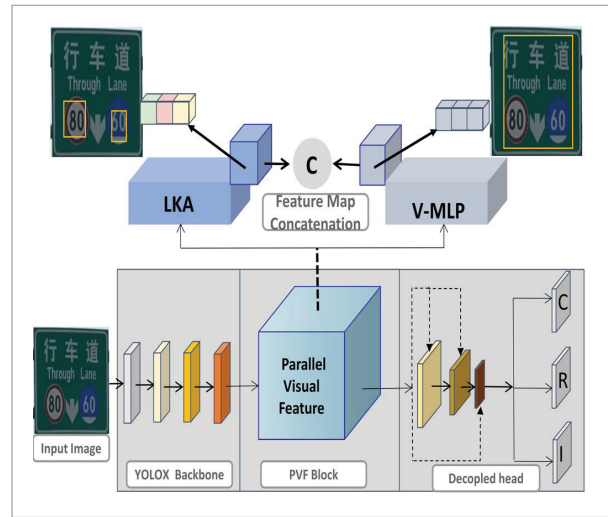 行 车 道
Through Lane
80
60
行 车 道
Through Lane
80
60
C
LKA
V-MLP
Feature Map
Concatenation
行 车 道
Through Lane
80
60
Parallel
Visual
Feature
C
R
I
Input Image
YOLOX Backbone
PVF Block
Decopled head